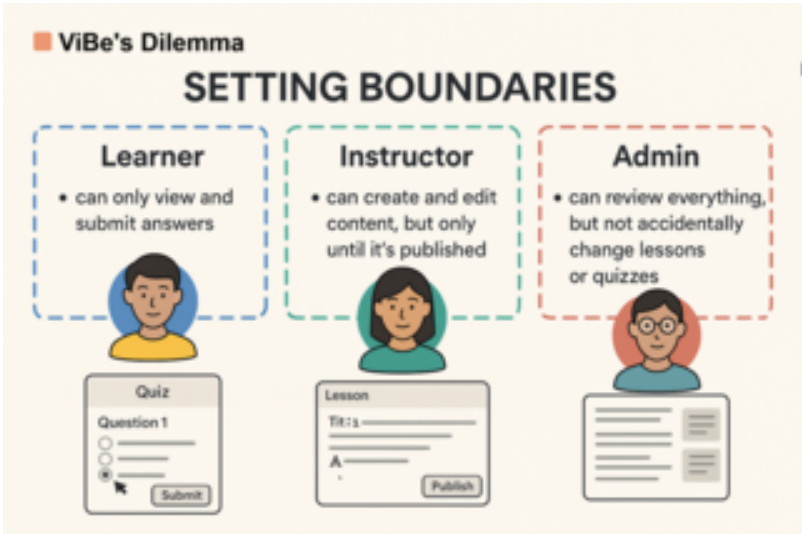 ViBe's Dilemma
SETTING BOUNDARIES
Learner
• can only view and
submit answers
Instructor
• can create and edit
content, but only
until it's published
Admin
• can review everything,
but not accidentally
change lessons
or quizzes
Quiz
Question 1
Submit
Lesson
A
Publish